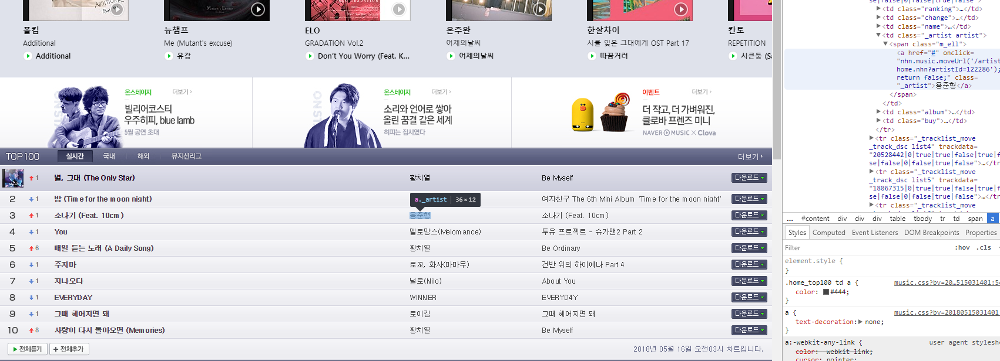 폴킴
Additional
Additional
뉴챔프
Me (Mutant's excuse)
유감
ELO
GRADATION Vol.2
Don't You Worry (Feat. K...
온주완
어제의날씨
어제의날씨
한살차이
시를 잊은 그대에게 OST Part 17
따끔거려
칸토
REPETITION
시큰둥 (Sa
온스테이지 더보기
빌리어코스티
우주히피, blue lamb
5월 공연 초대
온스테이지 더보기
소리와 언어로 쌓아
올린 꿈결 같은 세계
히피는 집시였다
이벤트 더보기
더 작고, 더 가벼워진,
클로바 프렌즈 미니
NAVER MUSIC × Clova
TOP100 실시간 국내 해외 뮤지션리그 더보기
1 별, 그대 (The Only Star) 황치열 Be Myself 다운로드
a._artist | 36 × 12
2 1 밤 (Time for the moon night) 여자친구 The 6th Mini Album 'Time for the moon night' 다운로드
3 1 소나기 (Feat. 10cm) 용준형 소나기 (Feat. 10cm) 다운로드
4 1 You 멜로망스(Melomance) 투유 프로젝트 - 슈가맨2 Part 2 다운로드
5 6 매일 듣는 노래 (A Daily Song) 황치열 Be Ordinary 다운로드
6 1 주지마 로꼬, 화사(마마무) 건반 위의 하이에나 Part 4 다운로드
7 1 지나오다 닐로(Nilo) About You 다운로드
8 1 EVERYDAY WINNER EVERYD4Y 다운로드
9 1 그때 헤어지면 돼 로이킴 그때 헤어지면 돼 다운로드
10 8 사랑이 다시 돌아오면 (Memories) 황치열 Be Myself 다운로드
전체듣기 전체추가 2018년 05월 16일 오전03시 차트입니다.
se|false|0|false|true|false">
<td class="ranking">…</td>
<td class="change">…</td>
<td class="name">…</td>
<td class="_artist artist">
<span class="m_ell">
<a href="#" onclick=
"nhn.music.moveUrl('/artist
home.nhn?artistId=122286');
return false;" class=
"_artist">용준형</a>
</span>
</td>
<td class="album">…</td>
<td class="buy">…</td>
</tr>
<tr class="_tracklist_move
_track_dsc list4" trackdata=
"20528442|0|true|true|false|true|f
se|false|0|false|false">…</tr
<tr class="_tracklist_move
_track_dsc list5" trackdata=
"18067315|0|true|true|false|true|f
se|false|0|false|true|false">…</tr
<tr class="_tracklist_move
... #content div div div table tbody tr td span a
Styles Computed Event Listeners DOM Breakpoints Properties
Filter :hov .cls
element.style {
}
.home_top100 td a { music.css?bv=20…515031401:54
color: #444;
}
a { music.css?bv=20180515031401
text-decoration: none;
}
a:-webkit-any-link { user agent styleshe
color: -webkit-link;
cursor: pointer;